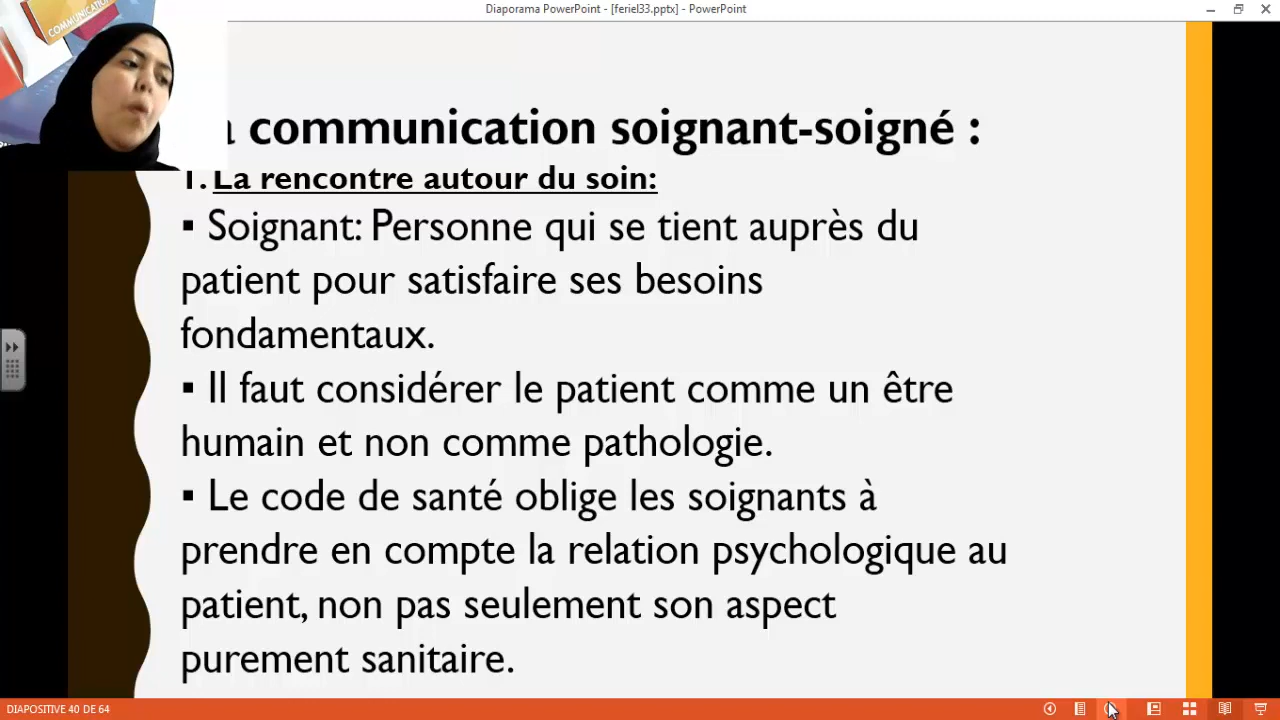 Diaporama PowerPoint - [feriel33.pptx] - PowerPoint
COMMUNICATION
communication soignant-soigné :
1. La rencontre autour du soin:
▪ Soignant: Personne qui se tient auprès du
patient pour satisfaire ses besoins
fondamentaux.
▪ Il faut considérer le patient comme un être
humain et non comme pathologie.
▪ Le code de santé oblige les soignants à
prendre en compte la relation psychologique au
patient, non pas seulement son aspect
purement sanitaire.
DIAPOSITIVE 40 DE 64